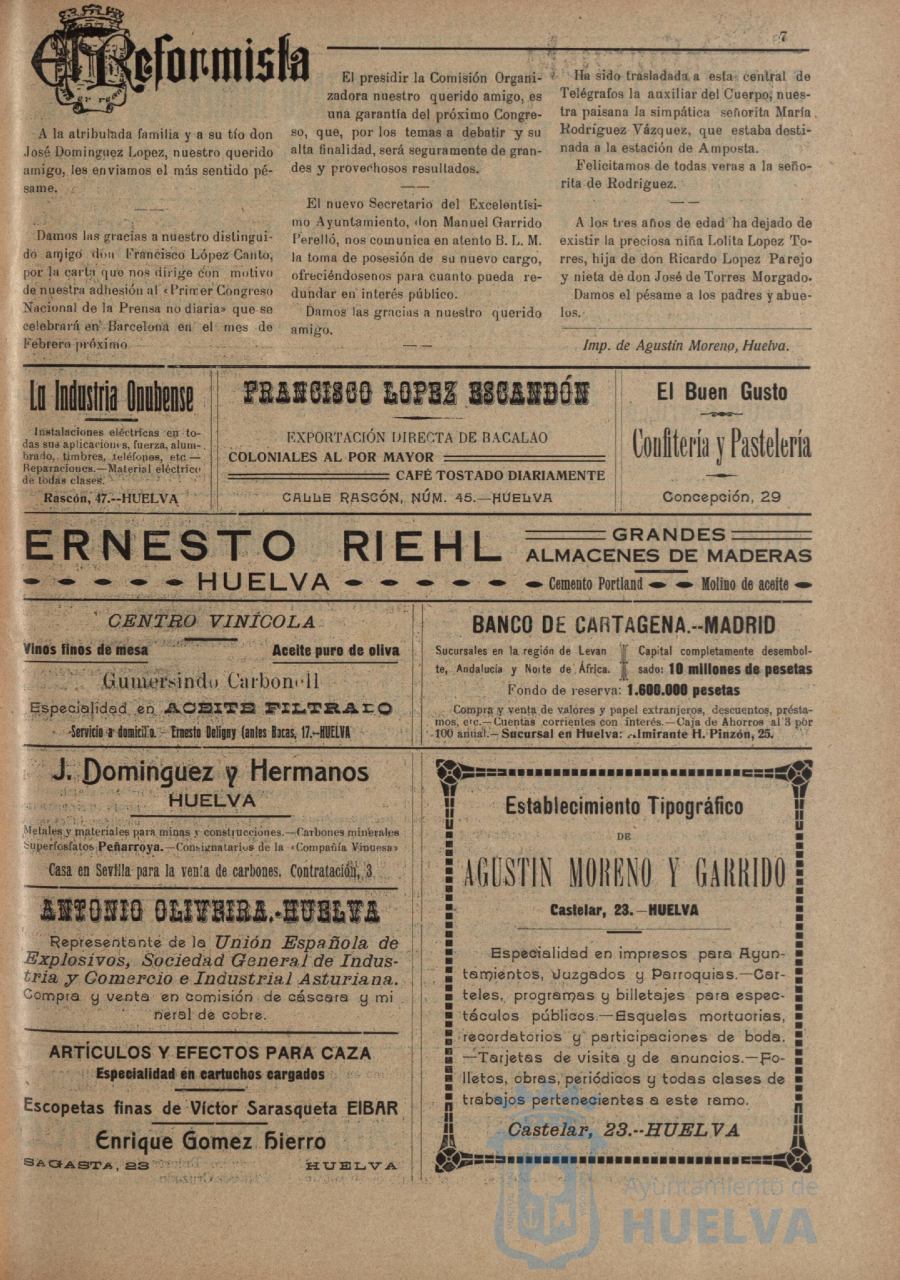 7
El Reformista
A la atribulada familia y a su tío don
José Dominguez Lopez, nuestro querido
amigo, les enviamos el más sentido pé-
same.
Damos las gracias a nuestro distingui-
do amigo don Francisco López Canto,
por la carta que nos dirige con motivo
de nuestra adhesión al «Primer Congreso
Nacional de la Prensa no diaria» que se
celebrará en Barcelona en el mes de
Febrero próximo
El presidir la Comisión Organi-
zadora nuestro querido amigo, es
una garantía del próximo Congre-
so, que, por los temas a debatir y su
alta finalidad, será seguramente de gran-
des y provechosos resultados.
El nuevo Secretario del Excelentísi-
mo Ayuntamiento, don Manuel Garrido
Perelló, nos comunica en atento B. L. M.
la toma de posesión de su nuevo cargo,
ofreciéndosenos para cuanto pueda re-
dundar en interés público.
Damos las gracias a nuestro querido
amigo.
Ha sido trasladada a esta central de
Telégrafos la auxiliar del Cuerpo, nues-
tra paisana la simpática señorita María
Rodríguez Vázquez, que estaba desti-
nada a la estación de Amposta.
Felicitamos de todas veras a la seño-
rita de Rodríguez.
A los tres años de edad ha dejado de
existir la preciosa niña Lolita Lopez To-
rres, hija de don Ricardo Lopez Parejo
y nieta de don José de Torres Morgado.
Damos el pésame a los padres y abue-
los.
Imp. de Agustín Moreno, Huelva.
La Industria Onubense
Instalaciones eléctricas en to-
das sus aplicaciones, fuerza, alum-
brado, timbres, teléfonos, etc —
Reparaciones.—Material eléctrico
de todas clases.
Rascón, 47.--HUELVA
FRANCISCO LOPEZ ESCANDÓN
EXPORTACIÓN DIRECTA DE BACALAO
COLONIALES AL POR MAYOR
CAFÉ TOSTADO DIARIAMENTE
CALLE RASCÓN, NÚM. 45.—HUELVA
El Buen Gusto
Confitería y Pastelería
Concepción, 29
ERNESTO RIEHL
HUELVA
GRANDES
ALMACENES DE MADERAS
Cemento Portland Molino de aceite
CENTRO VINÍCOLA
Vinos finos de mesa Aceite puro de oliva
Gumersindo Carbonell
Especialidad en ACEITE FILTRADO
Servicio a domicilio. - Ernesto Deligny (antes Bocas, 17.-HUELVA
BANCO DE CARTAGENA.--MADRID
Sucursales en la región de Levan
te, Andalucía y Norte de África.
Capital completamente desembol-
sado: 10 millones de pesetas
Fondo de reserva: 1.600.000 pesetas
Compra y venta de valores y papel extranjeros, descuentos, présta-
mos, etc.—Cuentas corrientes con interés.—Caja de Ahorros al 3 por
100 anual.— Sucursal en Huelva: Almirante H. Pinzón, 25.
J. Dominguez y Hermanos
HUELVA
Metales y materiales para minas y construcciones.—Carbones minerales
Superfosfatos Peñarroya.—Consignatarios de la «Compañía Vinuesa»
Casa en Sevilla para la venta de carbones. Contratación, 3
ANTONIO OLIVEIRA.-HUELVA
Representante de la Unión Española de
Explosivos, Sociedad General de Indus-
tria y Comercio e Industrial Asturiana.
Compra y venta en comisión de cáscara y mi
neral de cobre.
ARTÍCULOS Y EFECTOS PARA CAZA
Especialidad en cartuchos cargados
Escopetas finas de Víctor Sarasqueta EIBAR
Enrique Gomez Hierro
SAGASTA, 23 HUELVA
Establecimiento Tipográfico
DE
AGUSTIN MORENO Y GARRIDO
Castelar, 23.—HUELVA
Especialidad en impresos para Ayun-
tamientos, Juzgados y Parroquias.—Car-
teles, programas y billetajes para espec-
táculos públicos.—Esquelas mortuorias,
recordatorios y participaciones de boda.
—Tarjetas de visita y de anuncios.—Fo-
lletos, obras, periódicos y todas clases de
trabajos pertenecientes a este ramo.
Castelar, 23.--HUELVA
Ayuntamiento de
HUELVA